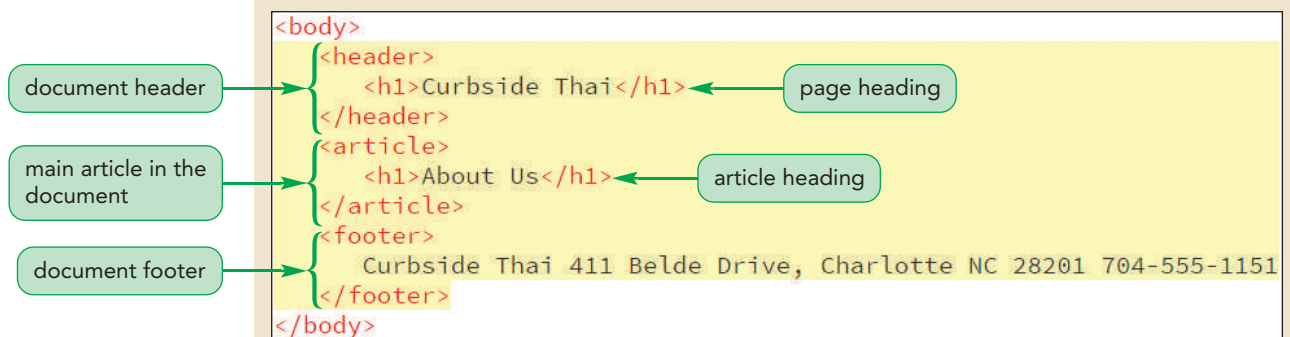 <body>
<header>
document header
<h1>Curbside Thai</h1>
page heading
</header>
<article>
main article in the
document
<h1>About Us</h1>
article heading
</article>
<footer>
document footer
Curbside Thai 411 Belde Drive, Charlotte NC 28201 704-555-1151
</footer>
</body>